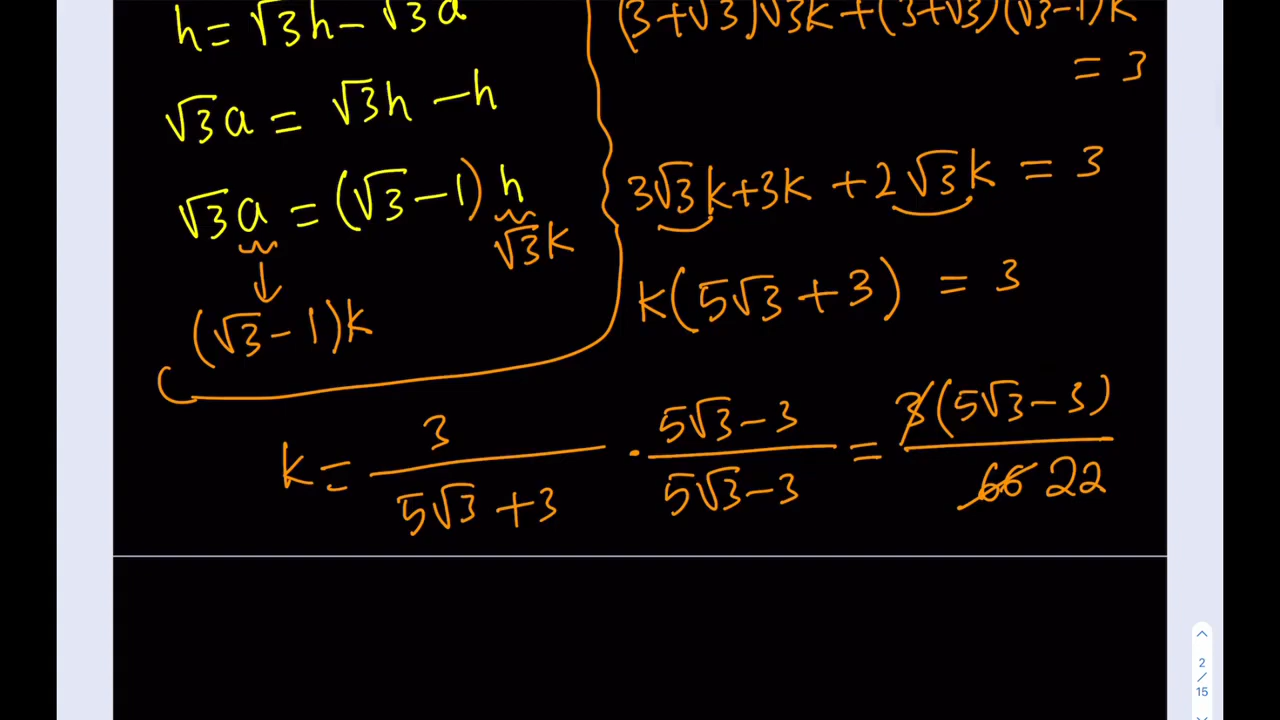 h = √3h − √3a
√3a = √3h − h
√3a = (√3−1) h
√3k
(√3−1)k
(3+√3)√3k + (3+√3)(√3−1)k
= 3
3√3k+3k + 2√3k = 3
k(5√3 + 3) = 3
k = 3/(5√3 + 3) · (5√3 − 3)/(5√3 − 3) = 3(5√3 − 3)/66 22
2
/
15